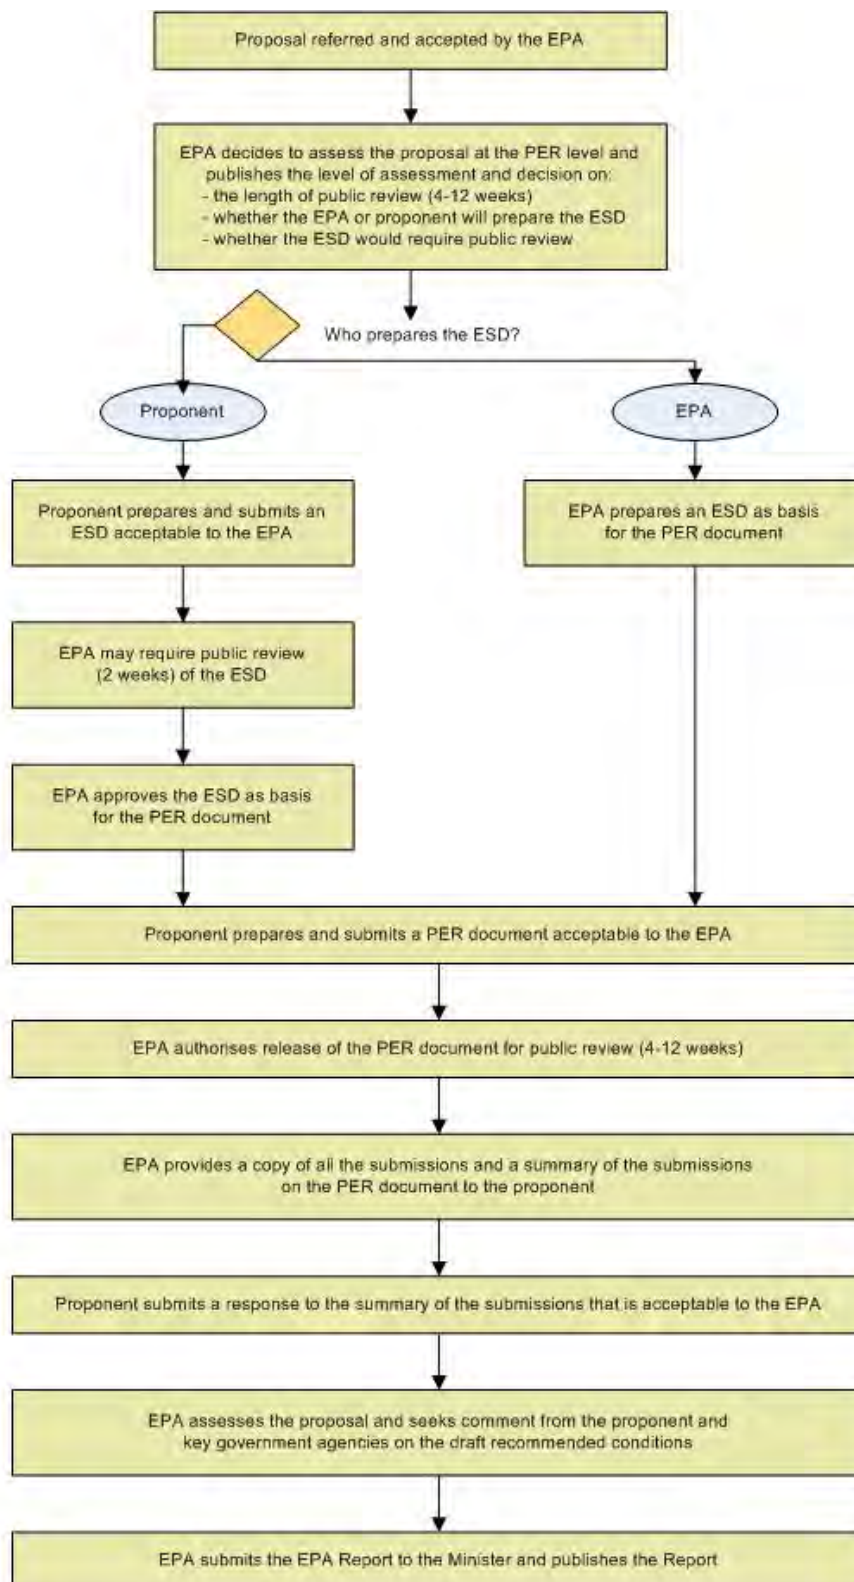 Proposal referred and accepted by the EPA
EPA decides to assess the proposal at the PER level and
publishes the level of assessment and decision on:
- the length of public review (4-12 weeks)
- whether the EPA or proponent will prepare the ESD
- whether the ESD would require public review
Who prepares the ESD?
Proponent
EPA
Proponent prepares and submits an
ESD acceptable to the EPA
EPA prepares an ESD as basis
for the PER document
EPA may require public review
(2 weeks) of the ESD
EPA approves the ESD as basis
for the PER document
Proponent prepares and submits a PER document acceptable to the EPA
EPA authorises release of the PER document for public review (4-12 weeks)
EPA provides a copy of all the submissions and a summary of the submissions
on the PER document to the proponent
Proponent submits a response to the summary of the submissions that is acceptable to the EPA
EPA assesses the proposal and seeks comment from the proponent and
key government agencies on the draft recommended conditions
EPA submits the EPA Report to the Minister and publishes the Report